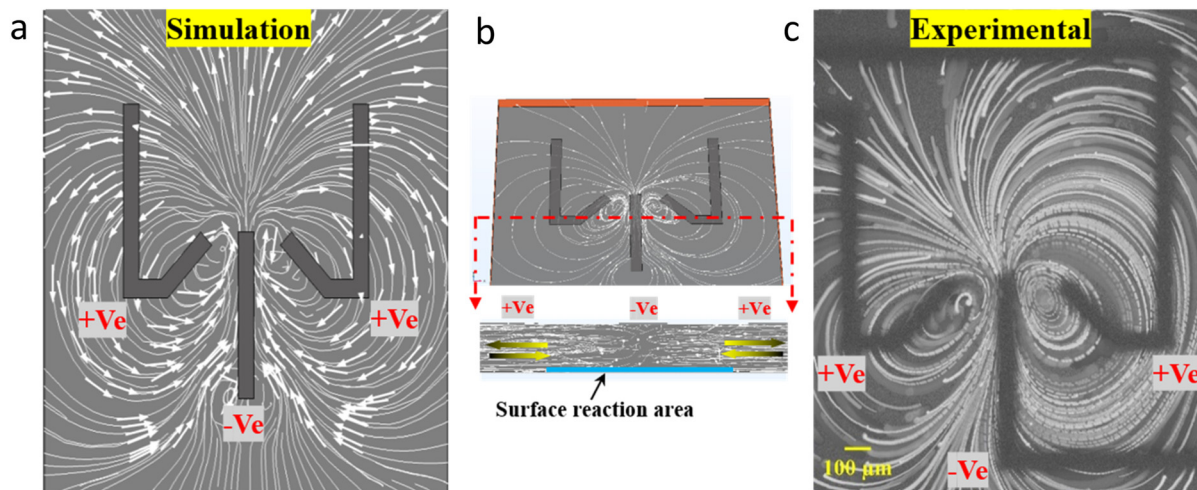 a
Simulation
+Ve
+Ve
-Ve
b
+Ve
-Ve
+Ve
Surface reaction area
c
Experimental
+Ve
+Ve
100 µm
-Ve